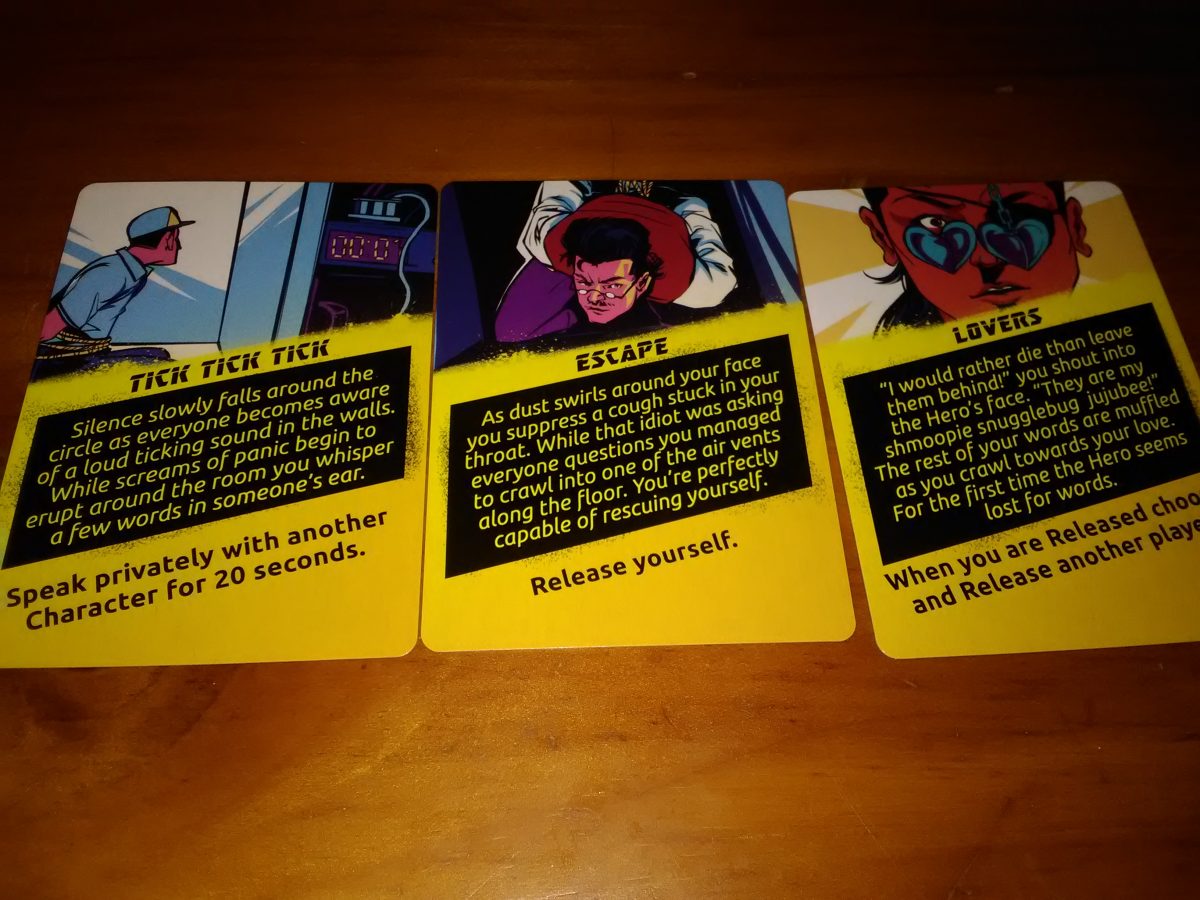 00:0
TICK TICK TICK
Silence slowly falls around the
circle as everyone becomes aware
of a loud ticking sound in the walls.
While screams of panic begin to
erupt around the room you whisper
a few words in someone's ear.
Speak privately with another
Character for 20 seconds.
ESCAPE
As dust swirls around your face
you suppress a cough stuck in your
throat. While that idiot was asking
everyone questions you managed
to crawl into one of the air vents
along the floor. You're perfectly
capable of rescuing yourself.
Release yourself.
LOVERS
"I would rather die than leave
them behind!" you shout into
the Hero's face. "They are my
shmoopie snugglebug jujubee!"
The rest of your words are muffled
as you crawl towards your love.
For the first time the Hero seems
lost for words.
When you are Released choo
and Release another playe